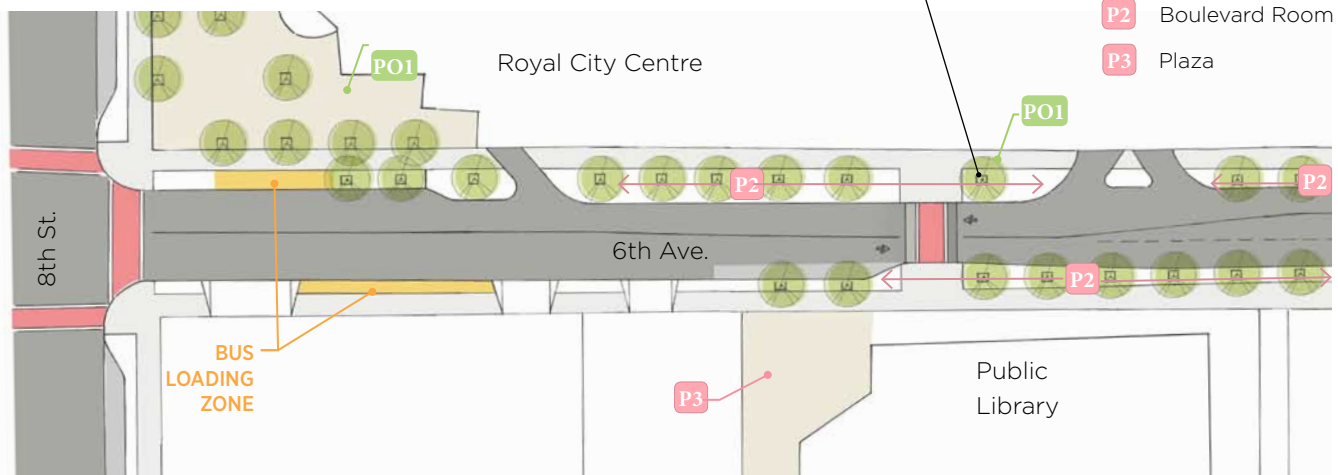 P2 Boulevard Room
P3 Plaza
PO1
Royal City Centre
PO1
P2
P2
8th St.
6th Ave.
P2
BUS
LOADING
ZONE
P3
Public
Library